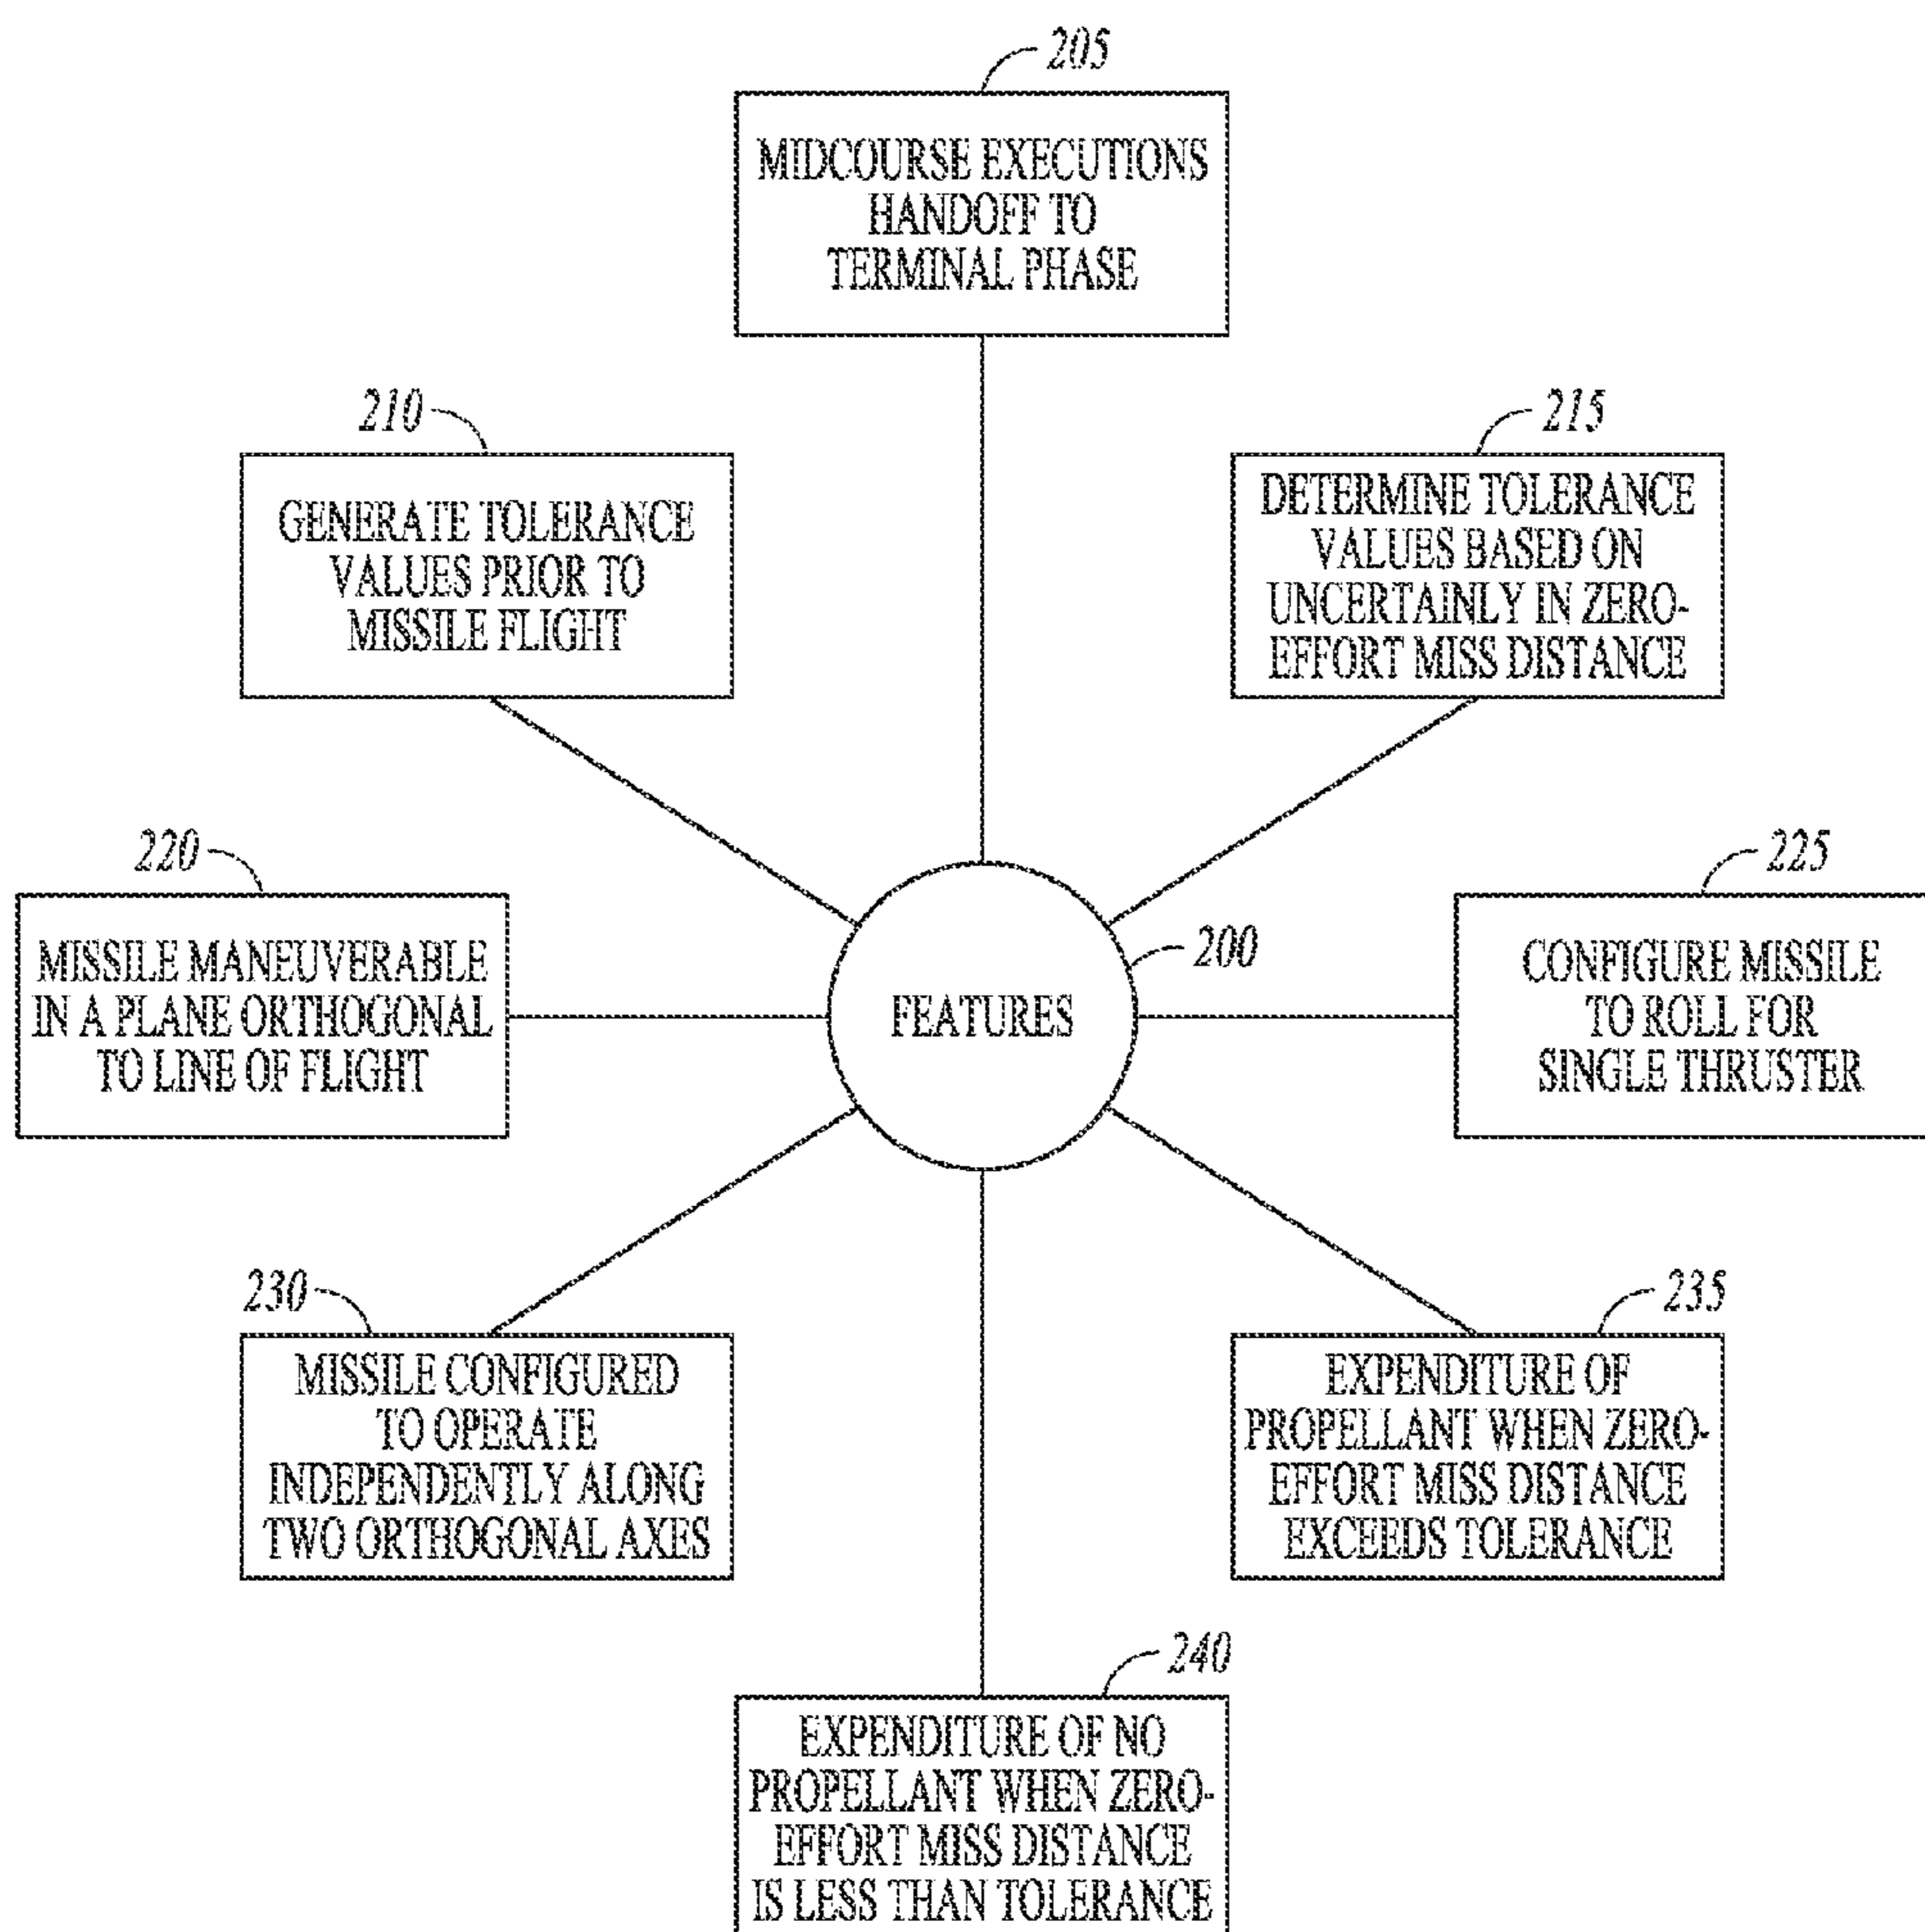 205
MIDCOURSE EXECUTIONS
HANDOFF TO
TERMINAL PHASE
210
GENERATE TOLERANCE
VALUES PRIOR TO
MISSILE FLIGHT
215
DETERMINE TOLERANCE
VALUES BASED ON
UNCERTAINLY IN ZERO-
EFFORT MISS DISTANCE
220
MISSILE MANEUVERABLE
IN A PLANE ORTHOGONAL
TO LINE OF FLIGHT
200
FEATURES
225
CONFIGURE MISSILE
TO ROLL FOR
SINGLE THRUSTER
230
MISSILE CONFIGURED
TO OPERATE
INDEPENDENTLY ALONG
TWO ORTHOGONAL AXES
235
EXPENDITURE OF
PROPELLANT WHEN ZERO-
EFFORT MISS DISTANCE
EXCEEDS TOLERANCE
240
EXPENDITURE OF NO
PROPELLANT WHEN ZERO-
EFFORT MISS DISTANCE
IS LESS THAN TOLERANCE